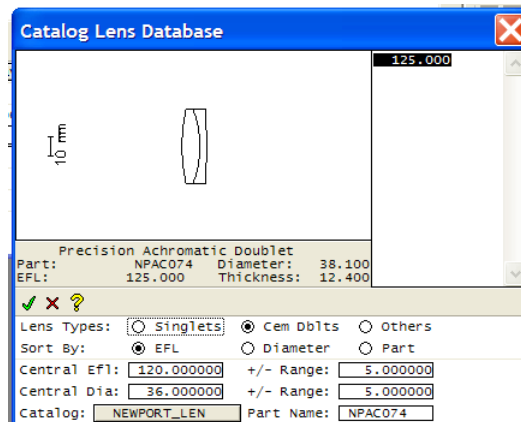 Catalog Lens Database
125.000
10 mm
Precision Achromatic Doublet
Part: NPAC074 Diameter: 38.100
EFL: 125.000 Thickness: 12.400
Lens Types: Singlets Cem Dblts Others
Sort By: EFL Diameter Part
Central Efl: 120.000000 +/- Range: 5.000000
Central Dia: 36.000000 +/- Range: 5.000000
Catalog: NEWPORT_LEN Part Name: NPAC074